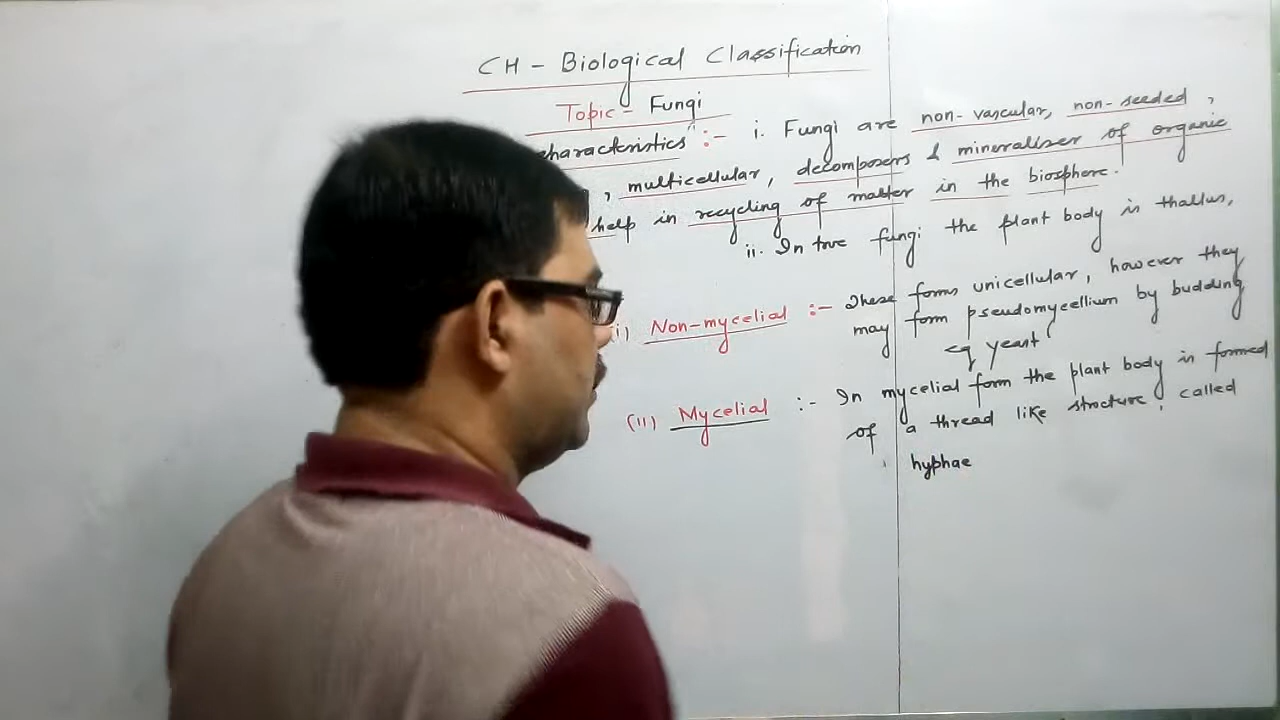 CH - Biological Classification
Topic - Fungi
characteristics" :- i. Fungi are non-vascular, non-seeded,
, multicellular, decomposers & mineraliser of organic
help in recycling of matter in the biosphere.
ii. In true fungi the plant body is thallus,
i) Non-mycelial :- These forms unicellular, however they
may form pseudomycellium by budding
eg yeast
(ii) Mycelial :- In mycelial form the plant body is formed
of a thread like structure, called
hyphae